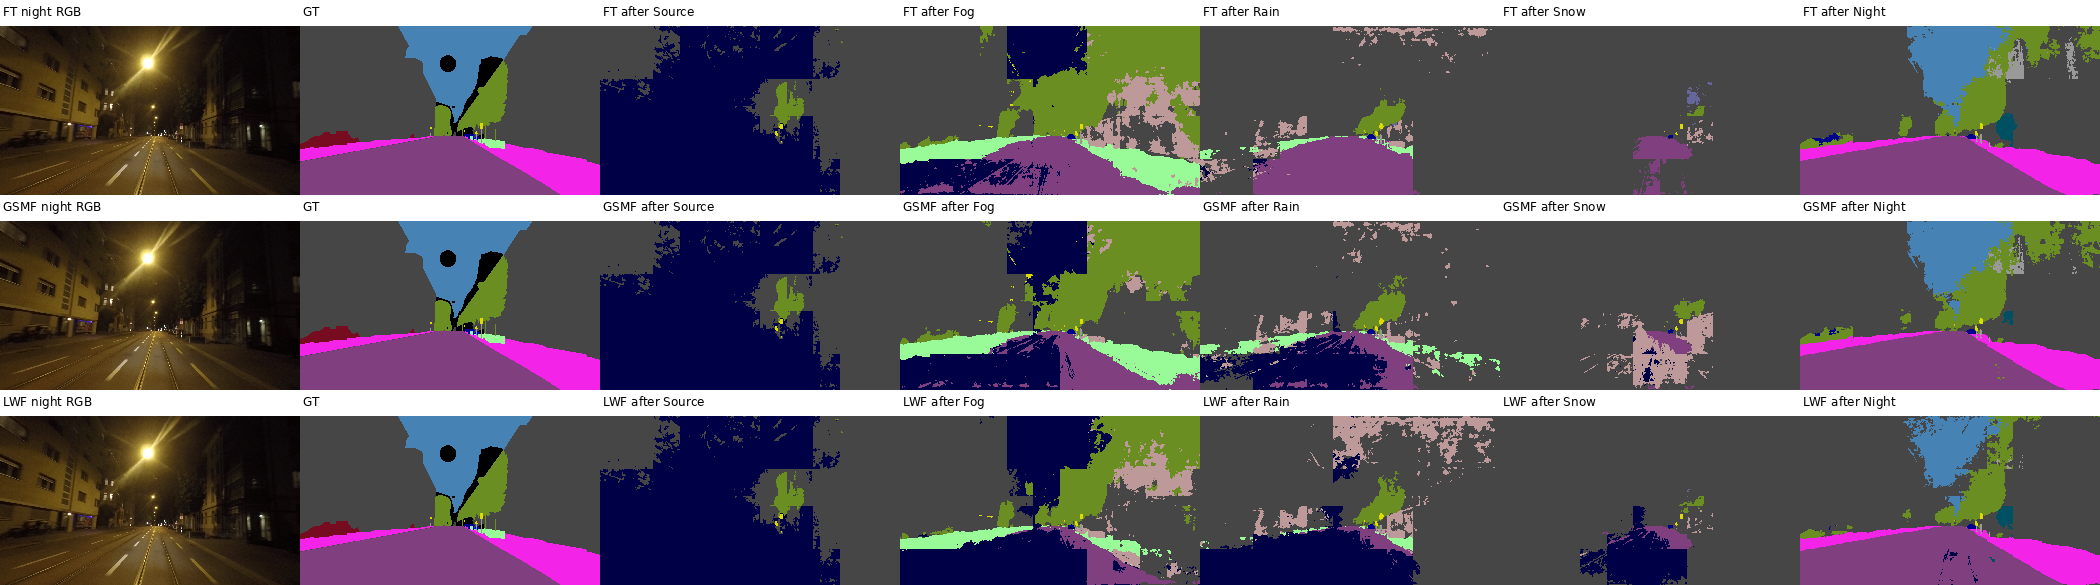 FT night RGB GT FT after Source FT after Fog FT after Rain FT after Snow FT after Night
GSMF night RGB GT GSMF after Source GSMF after Fog GSMF after Rain GSMF after Snow GSMF after Night
LWF night RGB GT LWF after Source LWF after Fog LWF after Rain LWF after Snow LWF after Night